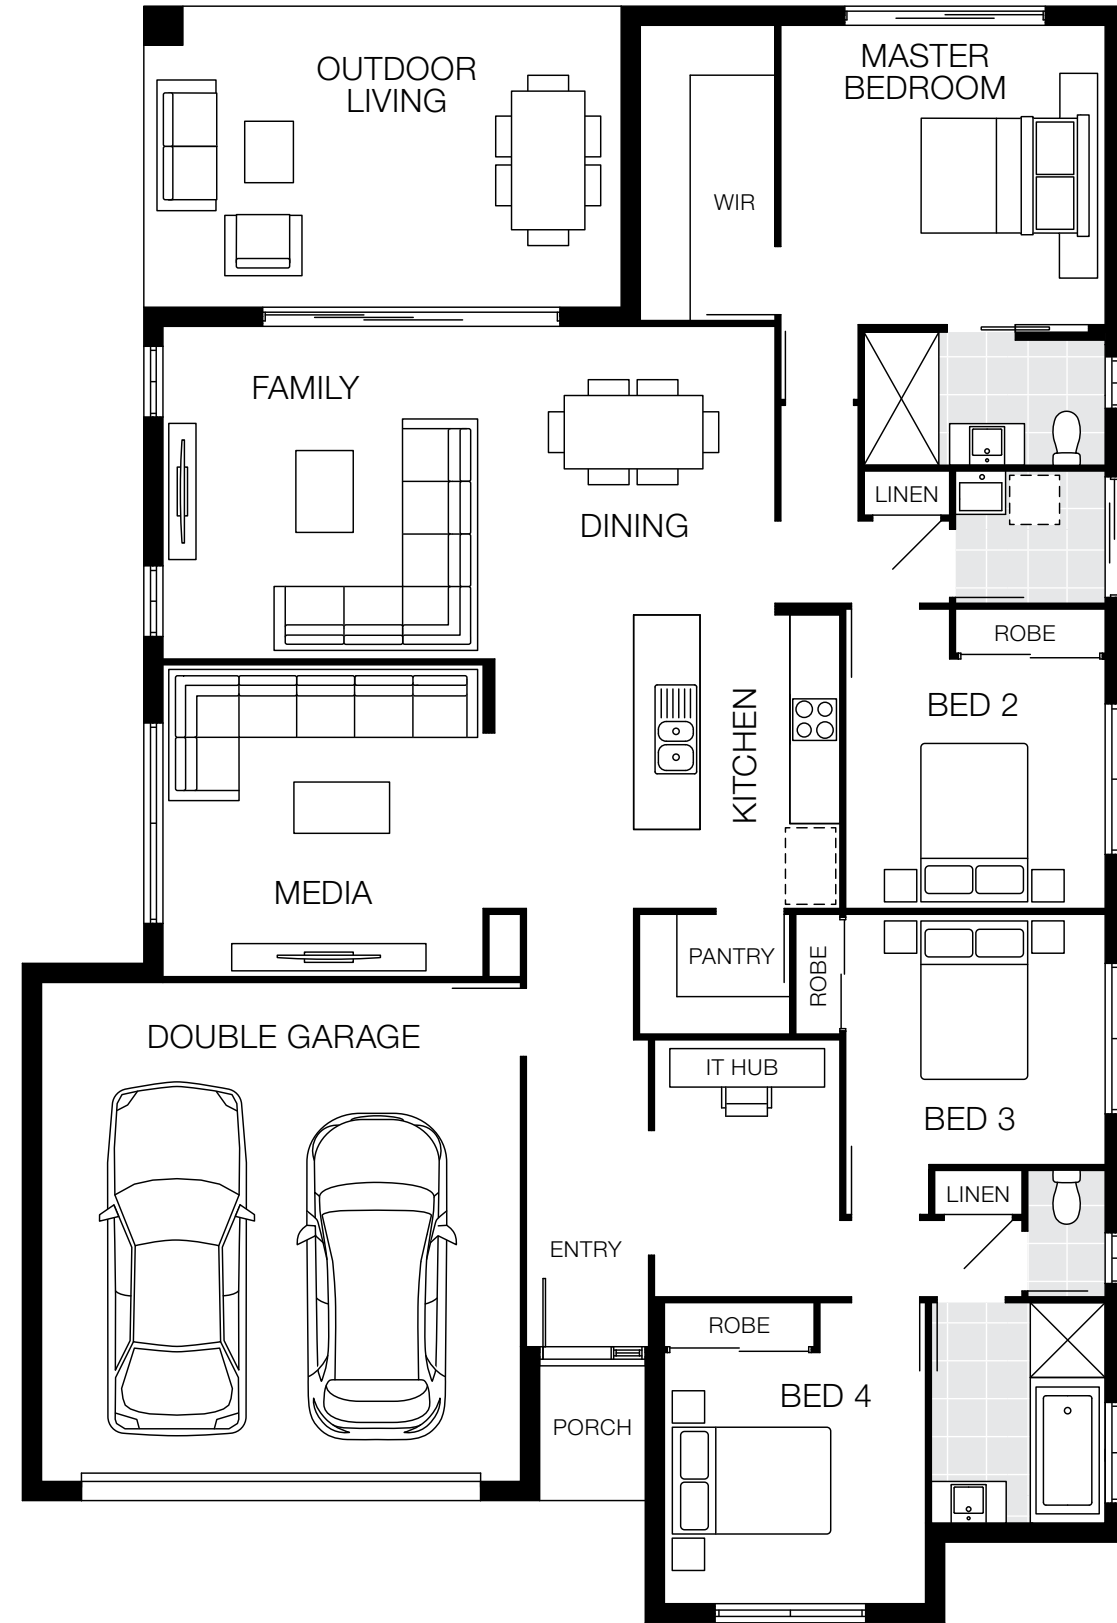 OUTDOOR
LIVING
MASTER
BEDROOM
WIR
FAMILY
DINING
LINEN
ROBE
BED 2
KITCHEN
MEDIA
PANTRY
ROBE
DOUBLE GARAGE
IT HUB
BED 3
LINEN
ENTRY
ROBE
BED 4
PORCH